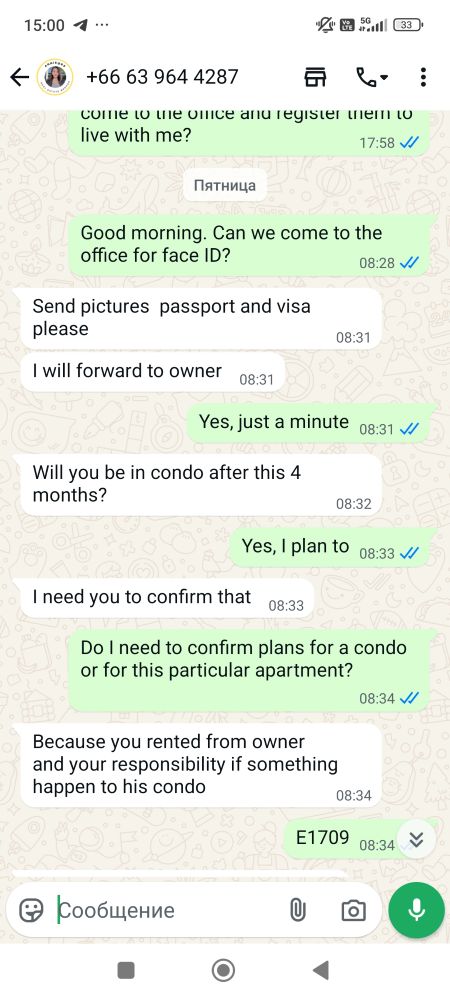 15:00 ...
Vo LTE 5G 33
+66 63 964 4287
come to the office and register them to
live with me?
17:58
Пятница
Good morning. Can we come to the
office for face ID?
08:28
Send pictures passport and visa
please
08:31
I will forward to owner 08:31
Yes, just a minute 08:31
Will you be in condo after this 4
months?
08:32
Yes, I plan to 08:33
I need you to confirm that 08:33
Do I need to confirm plans for a condo
or for this particular apartment?
08:34
Because you rented from owner
and your responsibility if something
happen to his condo
08:34
E1709 08:34
Сообщение